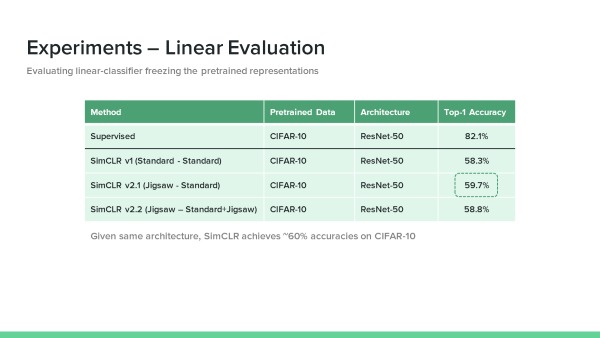 Experiments – Linear Evaluation
Evaluating linear-classifier freezing the pretrained representations
Method Pretrained Data Architecture Top-1 Accuracy
Supervised CIFAR-10 ResNet-50 82.1%
SimCLR v1 (Standard - Standard) CIFAR-10 ResNet-50 58.3%
SimCLR v2.1 (Jigsaw - Standard) CIFAR-10 ResNet-50 59.7%
SimCLR v2.2 (Jigsaw – Standard+Jigsaw) CIFAR-10 ResNet-50 58.8%
Given same architecture, SimCLR achieves ~60% accuracies on CIFAR-10